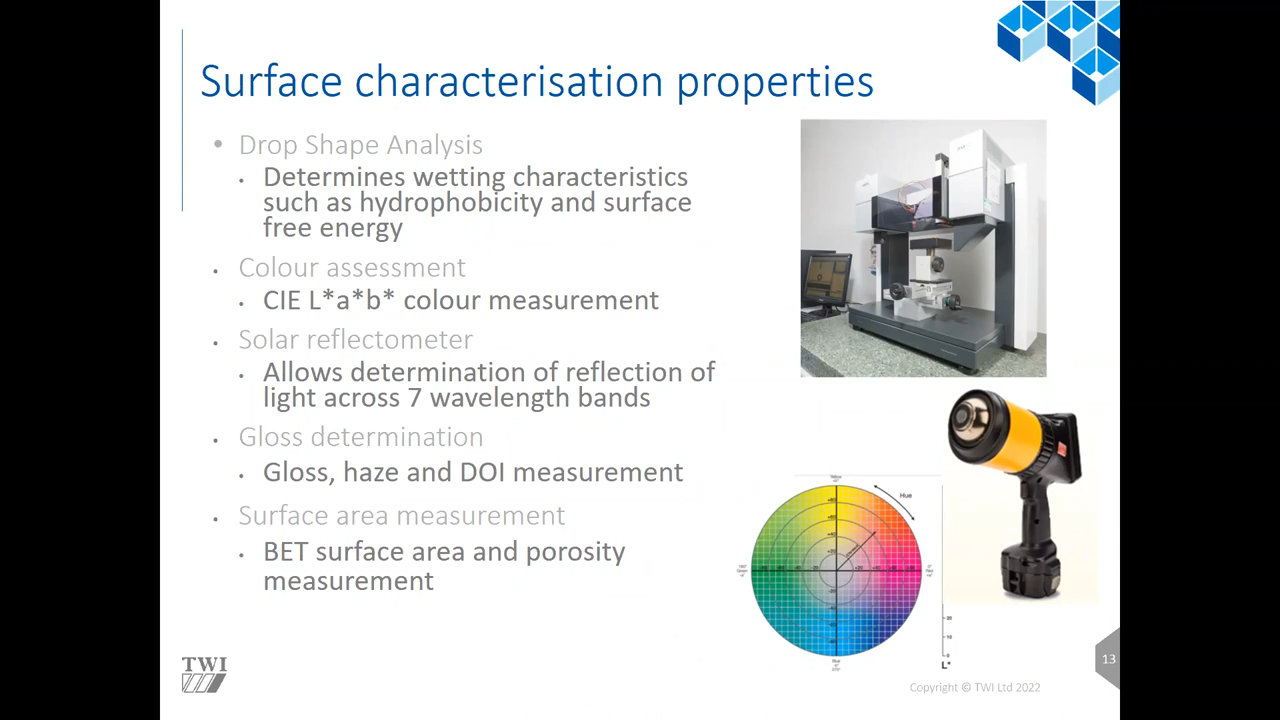 Surface characterisation properties
• Drop Shape Analysis
• Determines wetting characteristics
such as hydrophobicity and surface
free energy
• Colour assessment
• CIE L*a*b* colour measurement
• Solar reflectometer
• Allows determination of reflection of
light across 7 wavelength bands
• Gloss determination
• Gloss, haze and DOI measurement
• Surface area measurement
• BET surface area and porosity
measurement
Hue
L*
TWI
13
Copyright © TWI Ltd 2022